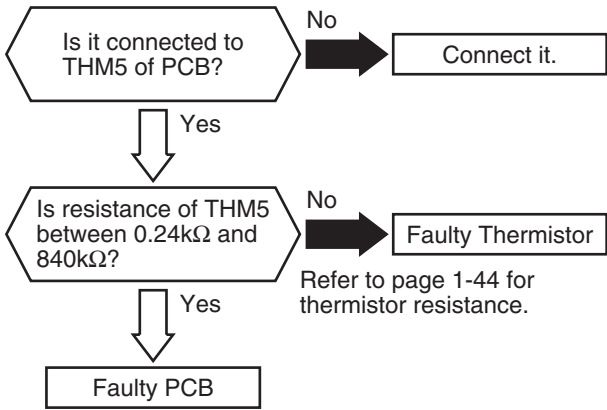 Is it connected to
THM5 of PCB?
No
Connect it.
Yes
Is resistance of THM5
between 0.24kΩ and
840kΩ?
No
Faulty Thermistor
Refer to page 1-44 for
thermistor resistance.
Yes
Faulty PCB